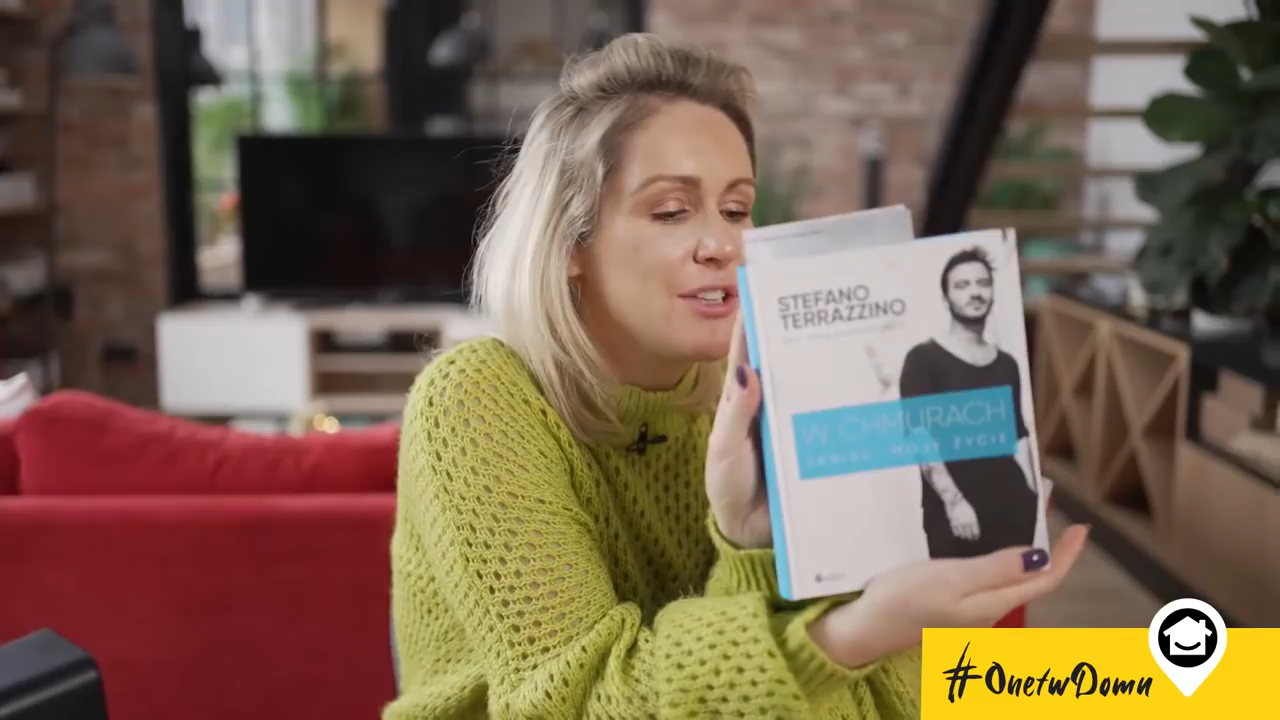 STEFANO
TERRAZZINO
W CHMURACH
TANIEC, MOJE ŻYCIE
#OnetwDomu